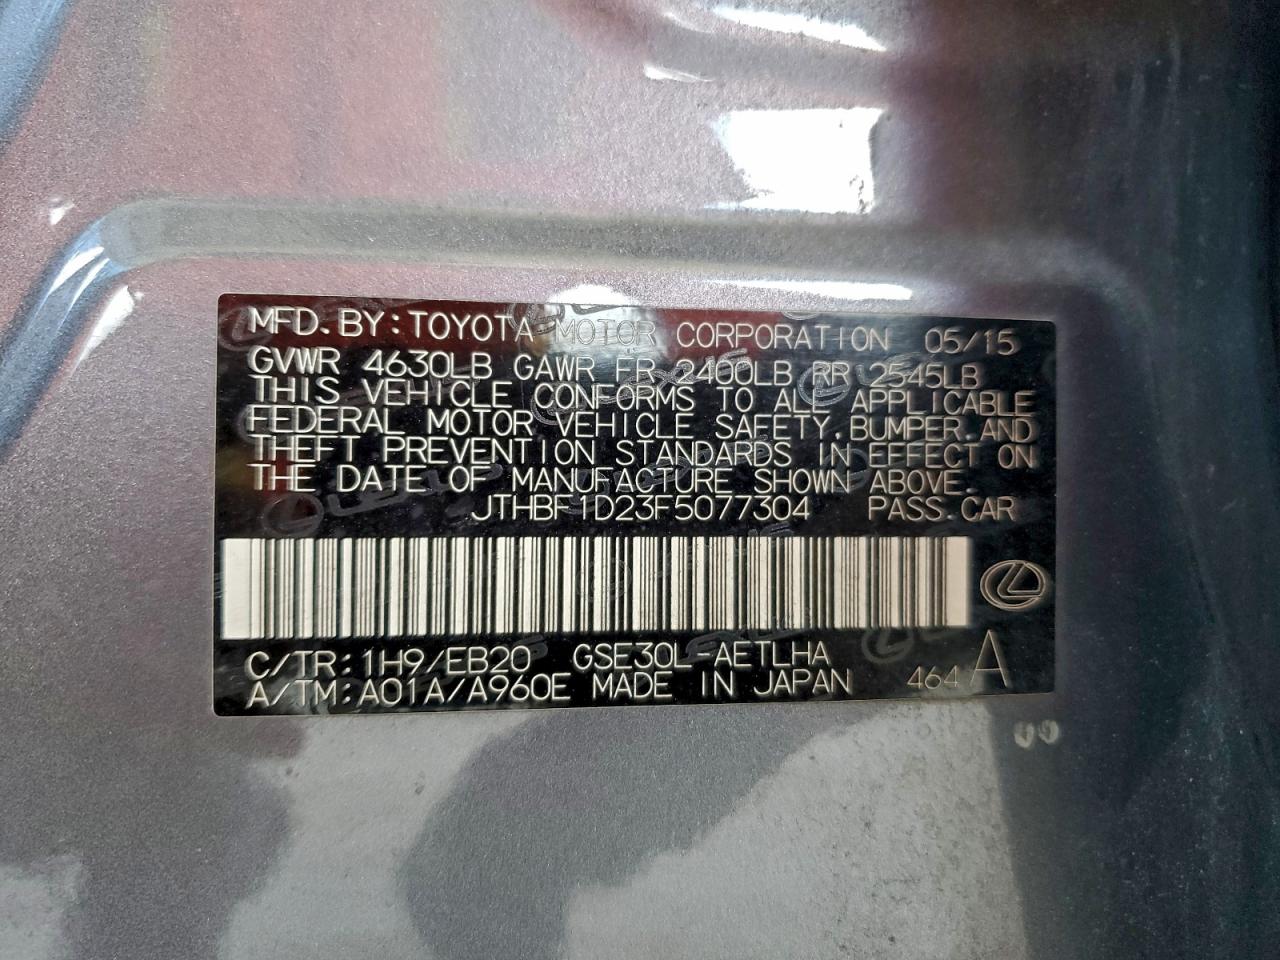 MFD. BY: TOYOTA MOTOR CORPORATION 05/15
GVWR 4630LB GAWR FR 2400LB RR 2545LB
THIS VEHICLE CONFORMS TO ALL APPLICABLE
FEDERAL MOTOR VEHICLE SAFETY, BUMPER, AND
THEFT PREVENTION STANDARDS IN EFFECT ON
THE DATE OF MANUFACTURE SHOWN ABOVE.
JTHBF1D23F5077304 PASS. CAR
C/TR: 1H9/EB20 GSE30L-AETLHA
A/TM: A01A/A960E MADE IN JAPAN 464 A